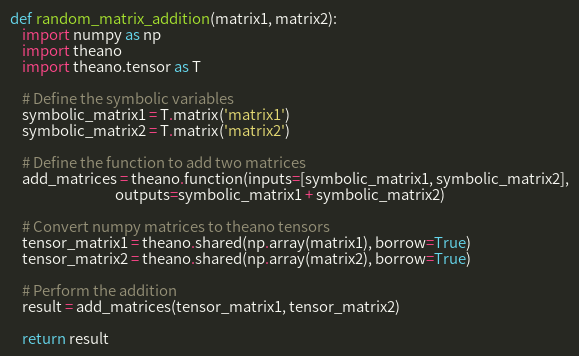 def random_matrix_addition(matrix1, matrix2):
    import numpy as np
    import theano
    import theano.tensor as T

    # Define the symbolic variables
    symbolic_matrix1 = T.matrix('matrix1')
    symbolic_matrix2 = T.matrix('matrix2')

    # Define the function to add two matrices
    add_matrices = theano.function(inputs=[symbolic_matrix1, symbolic_matrix2],
                                   outputs=symbolic_matrix1 + symbolic_matrix2)

    # Convert numpy matrices to theano tensors
    tensor_matrix1 = theano.shared(np.array(matrix1), borrow=True)
    tensor_matrix2 = theano.shared(np.array(matrix2), borrow=True)

    # Perform the addition
    result = add_matrices(tensor_matrix1, tensor_matrix2)

    return result